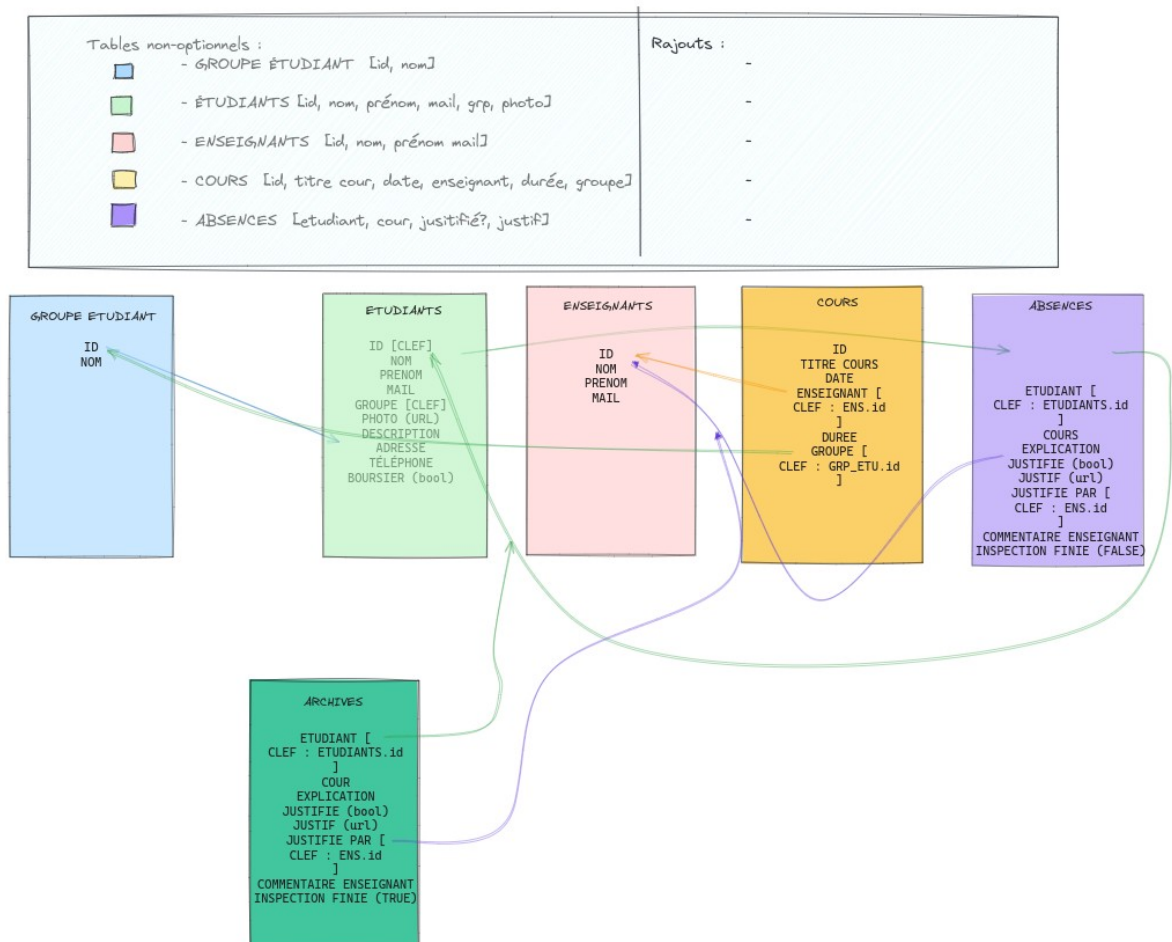 Tables non-optionnels :
- GROUPE ÉTUDIANT [id, nom]
- ÉTUDIANTS [id, nom, prénom, mail, grp, photo]
- ENSEIGNANTS [id, nom, prénom mail]
- COURS [id, titre cour, date, enseignant, durée, groupe]
- ABSENCES [etudiant, cour, jusitifié?, justif]
Rajouts :
-
-
-
-
-
GROUPE ETUDIANT
ID
NOM
ETUDIANTS
ID [CLEF]
NOM
PRENOM
MAIL
GROUPE [CLEF]
PHOTO (URL)
DESCRIPTION
ADRESSE
TÉLÉPHONE
BOURSIER (bool)
ENSEIGNANTS
ID
NOM
PRENOM
MAIL
COURS
ID
TITRE COURS
DATE
ENSEIGNANT [
CLEF : ENS.id
]
DUREE
GROUPE [
CLEF : GRP_ETU.id
]
ABSENCES
ETUDIANT [
CLEF : ETUDIANTS.id
]
COURS
EXPLICATION
JUSTIFIE (bool)
JUSTIF (url)
JUSTIFIE PAR [
CLEF : ENS.id
]
COMMENTAIRE ENSEIGNANT
INSPECTION FINIE (FALSE)
ARCHIVES
ETUDIANT [
CLEF : ETUDIANTS.id
]
COUR
EXPLICATION
JUSTIFIE (bool)
JUSTIF (url)
JUSTIFIE PAR [
CLEF : ENS.id
]
COMMENTAIRE ENSEIGNANT
INSPECTION FINIE (TRUE)